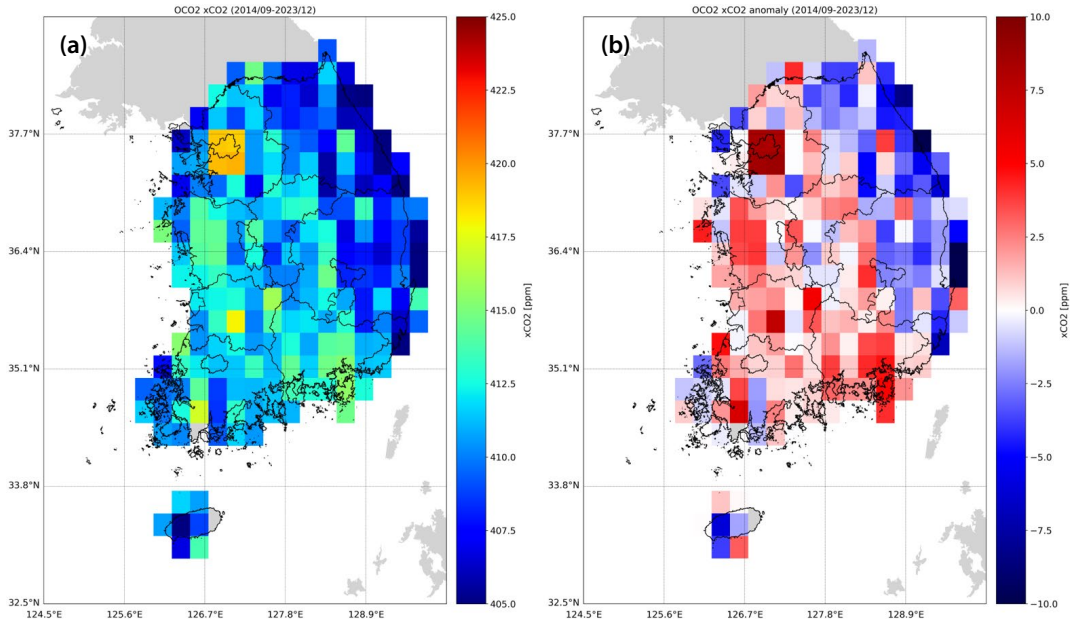 OCO2 xCO2 (2014/09-2023/12)
(a)
37.7°N
36.4°N
35.1°N
33.8°N
32.5°N
124.5°E
125.6°E
126.7°E
127.8°E
128.9°E
425.0
422.5
420.0
417.5
415.0
412.5
410.0
407.5
405.0
xCO2 [ppm]
OCO2 xCO2 anomaly (2014/09-2023/12)
(b)
37.7°N
36.4°N
35.1°N
33.8°N
32.5°N
124.5°E
125.6°E
126.7°E
127.8°E
128.9°E
10.0
7.5
5.0
2.5
0.0
−2.5
−5.0
−7.5
−10.0
xCO2 [ppm]